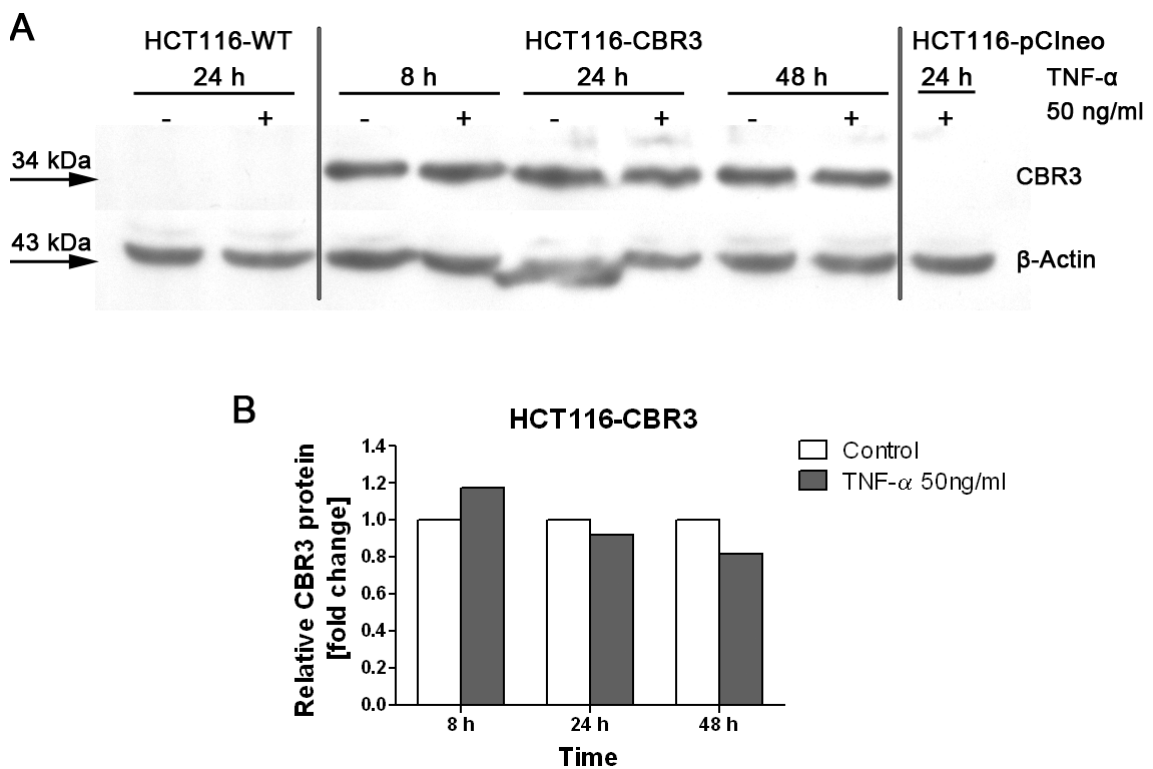 A
HCT116-WT HCT116-CBR3 HCT116-pCIneo
24 h 8 h 24 h 48 h 24 h TNF-α
- + - + - + - + + 50 ng/ml
34 kDa CBR3
43 kDa β-Actin
B
HCT116-CBR3
Control
TNF-α 50ng/ml
Relative CBR3 protein
[fold change]
1.4
1.2
1.0
0.8
0.6
0.4
0.2
0.0
8 h 24 h 48 h
Time